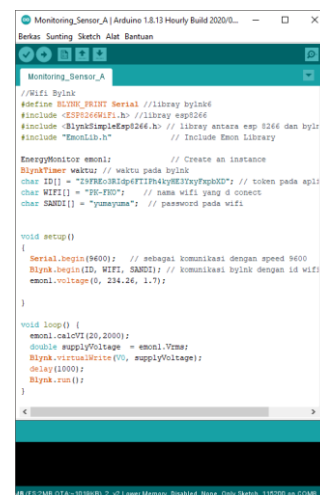 Monitoring_Sensor_A | Arduino 1.8.13 Hourly Build 2020/0...
Berkas Sunting Sketch Alat Bantuan
Monitoring_Sensor_A
//Wifi Bylnk
#define BLYNK_PRINT Serial //libray bylnk6
#include <ESP8266WiFi.h> //libray esp8266
#include <BlynkSimpleEsp8266.h> // libray antara esp 8266 dan byln
#include "EmonLib.h" // Include Emon Library
EnergyMonitor emon1; // Create an instance
BlynkTimer waktu; // waktu pada bylnk
char ID[] = // token pada apli
char WIFI[] = "PK-FKD"; // nama wifi yang d conect
char SANDI[] = "yumayuma"; // password pada wifi
void setup()
{
Serial.begin(9600); // sebagai komunikasi dengan speed 9600
Blynk.begin(ID, WIFI, SANDI); // komunikasi bylnk dengan id wifi
emon1.voltage(0, 234.26, 1.7);
}
void loop() {
emon1.calcVI(20,2000);
double supplyVoltage = emon1.Vrms;
Blynk.virtualWrite(V0, supplyVoltage);
delay(1000);
Blynk.run();
}